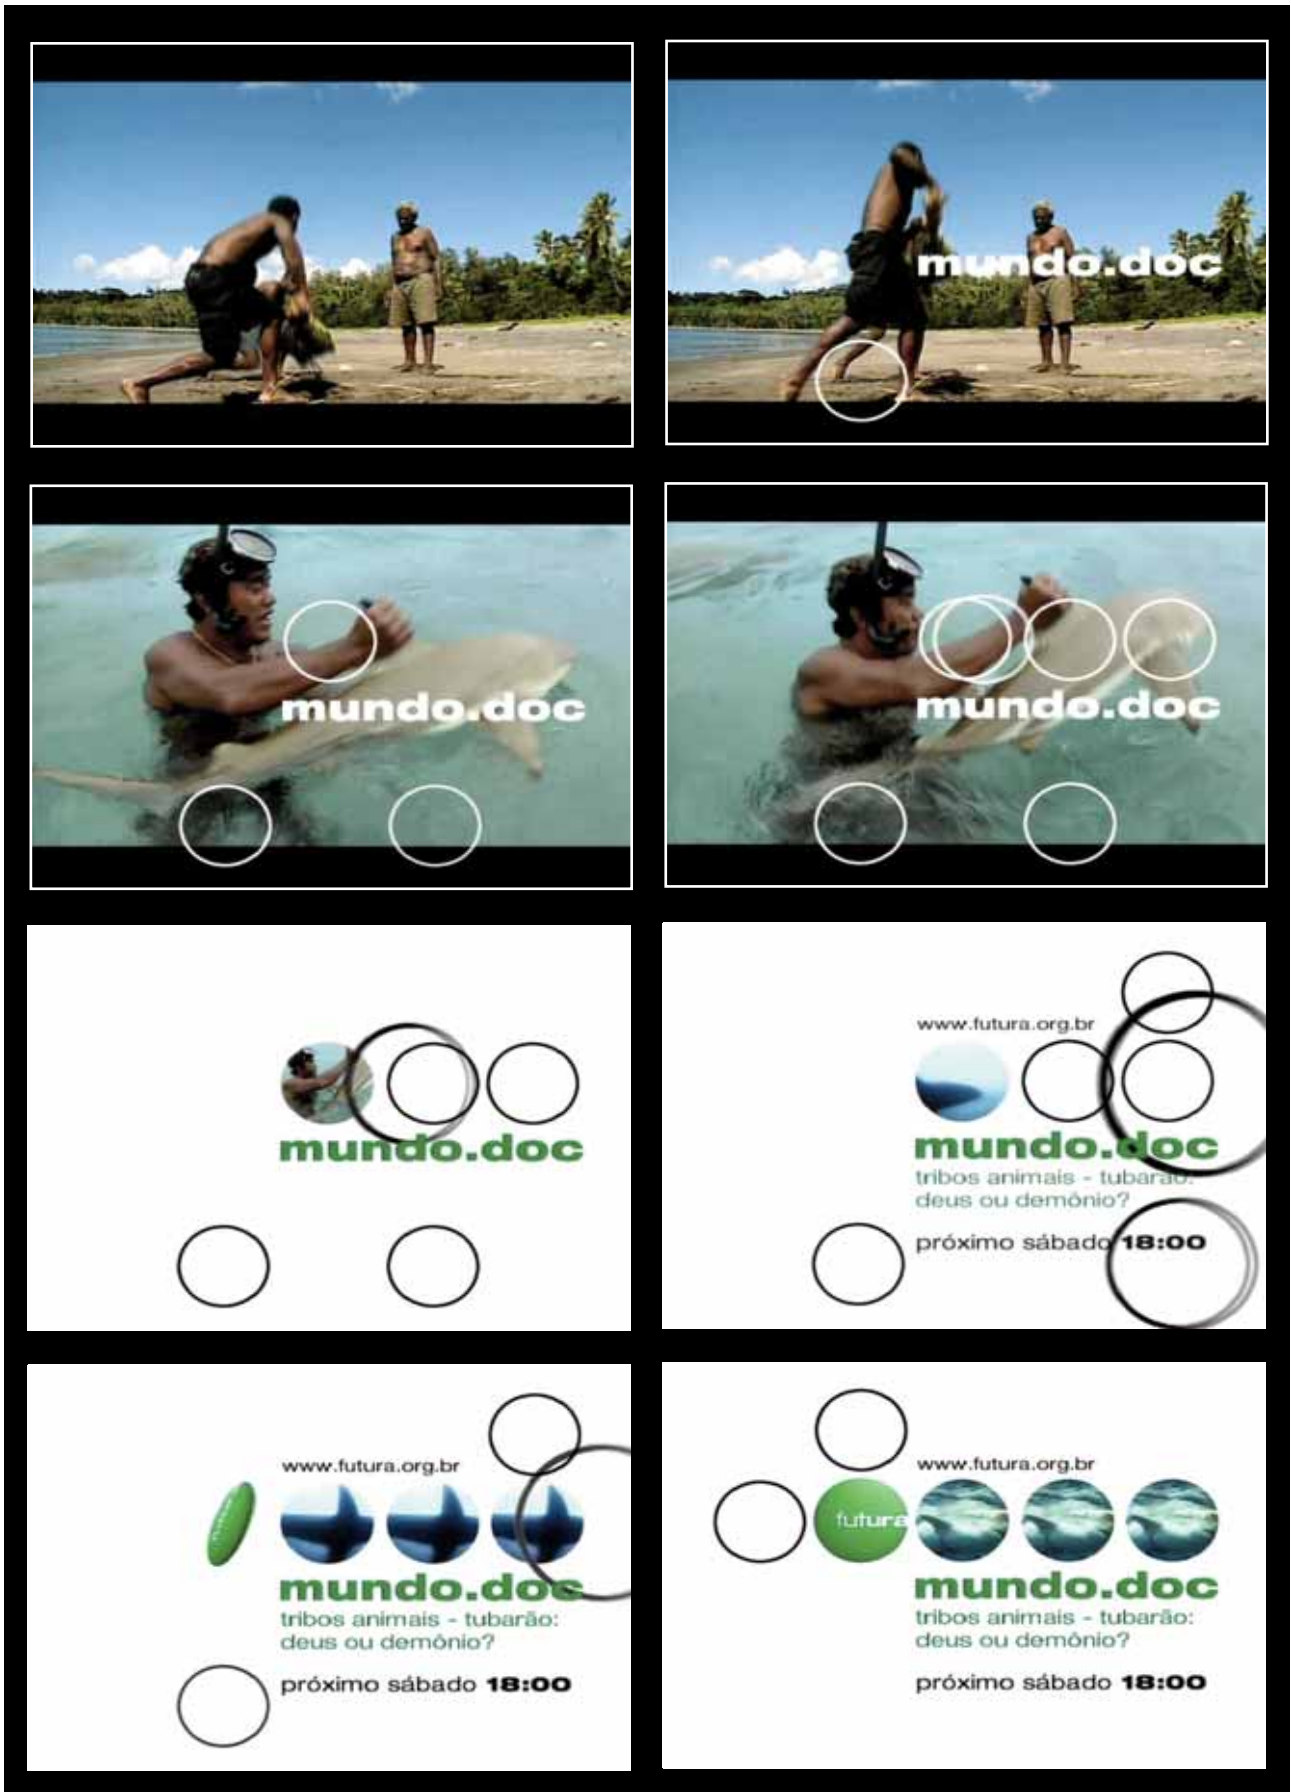 mundo.doc
mundo.doc
mundo.doc
mundo.doc
www.futura.org.br
mundo.doc
tribos animais - tubarão:
deus ou demônio?
próximo sábado 18:00
www.futura.org.br
mundo.doc
tribos animais - tubarão:
deus ou demônio?
próximo sábado 18:00
www.futura.org.br
futura
mundo.doc
tribos animais - tubarão:
deus ou demônio?
próximo sábado 18:00